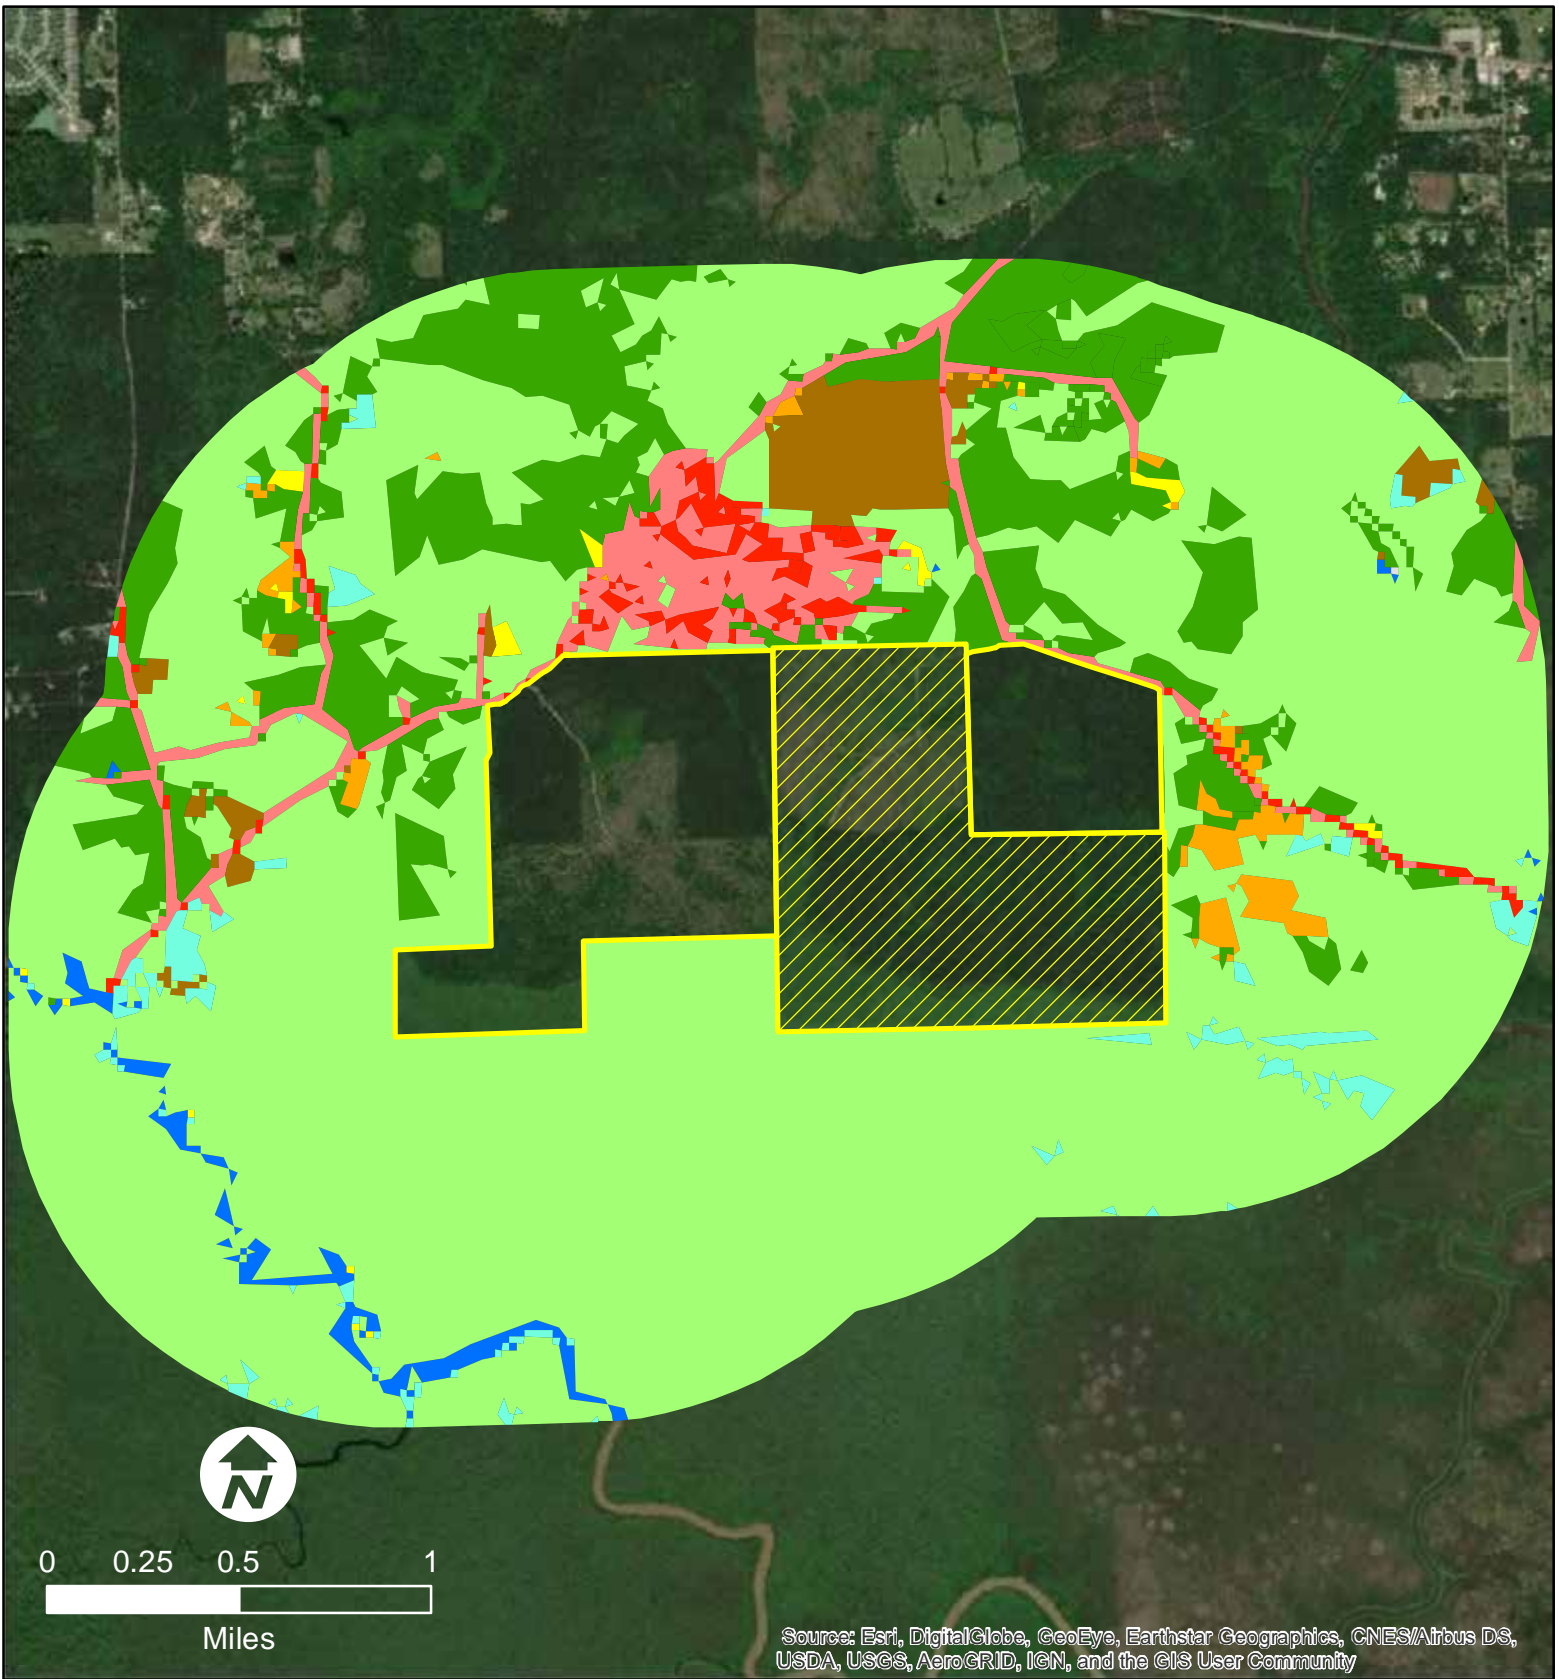 N
0 0.25 0.5 1
Miles
Source: Esri, DigitalGlobe, GeoEye, Earthstar Geographics, CNES/Airbus DS,
USDA, USGS, AeroGRID, IGN, and the GIS User Community